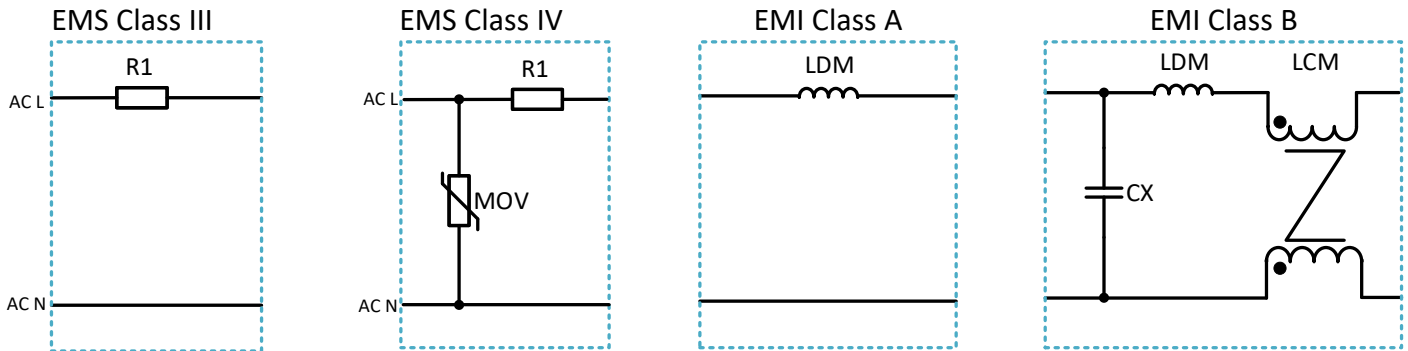 EMS Class III
EMS Class IV
EMI Class A
EMI Class B
R1
R1
LDM
LDM
LCM
AC L
AC L
MOV
CX
AC N
AC N